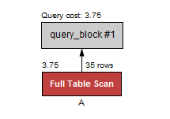 Query cost: 3.75
query_block #1
3.75 35 rows
Full Table Scan
A